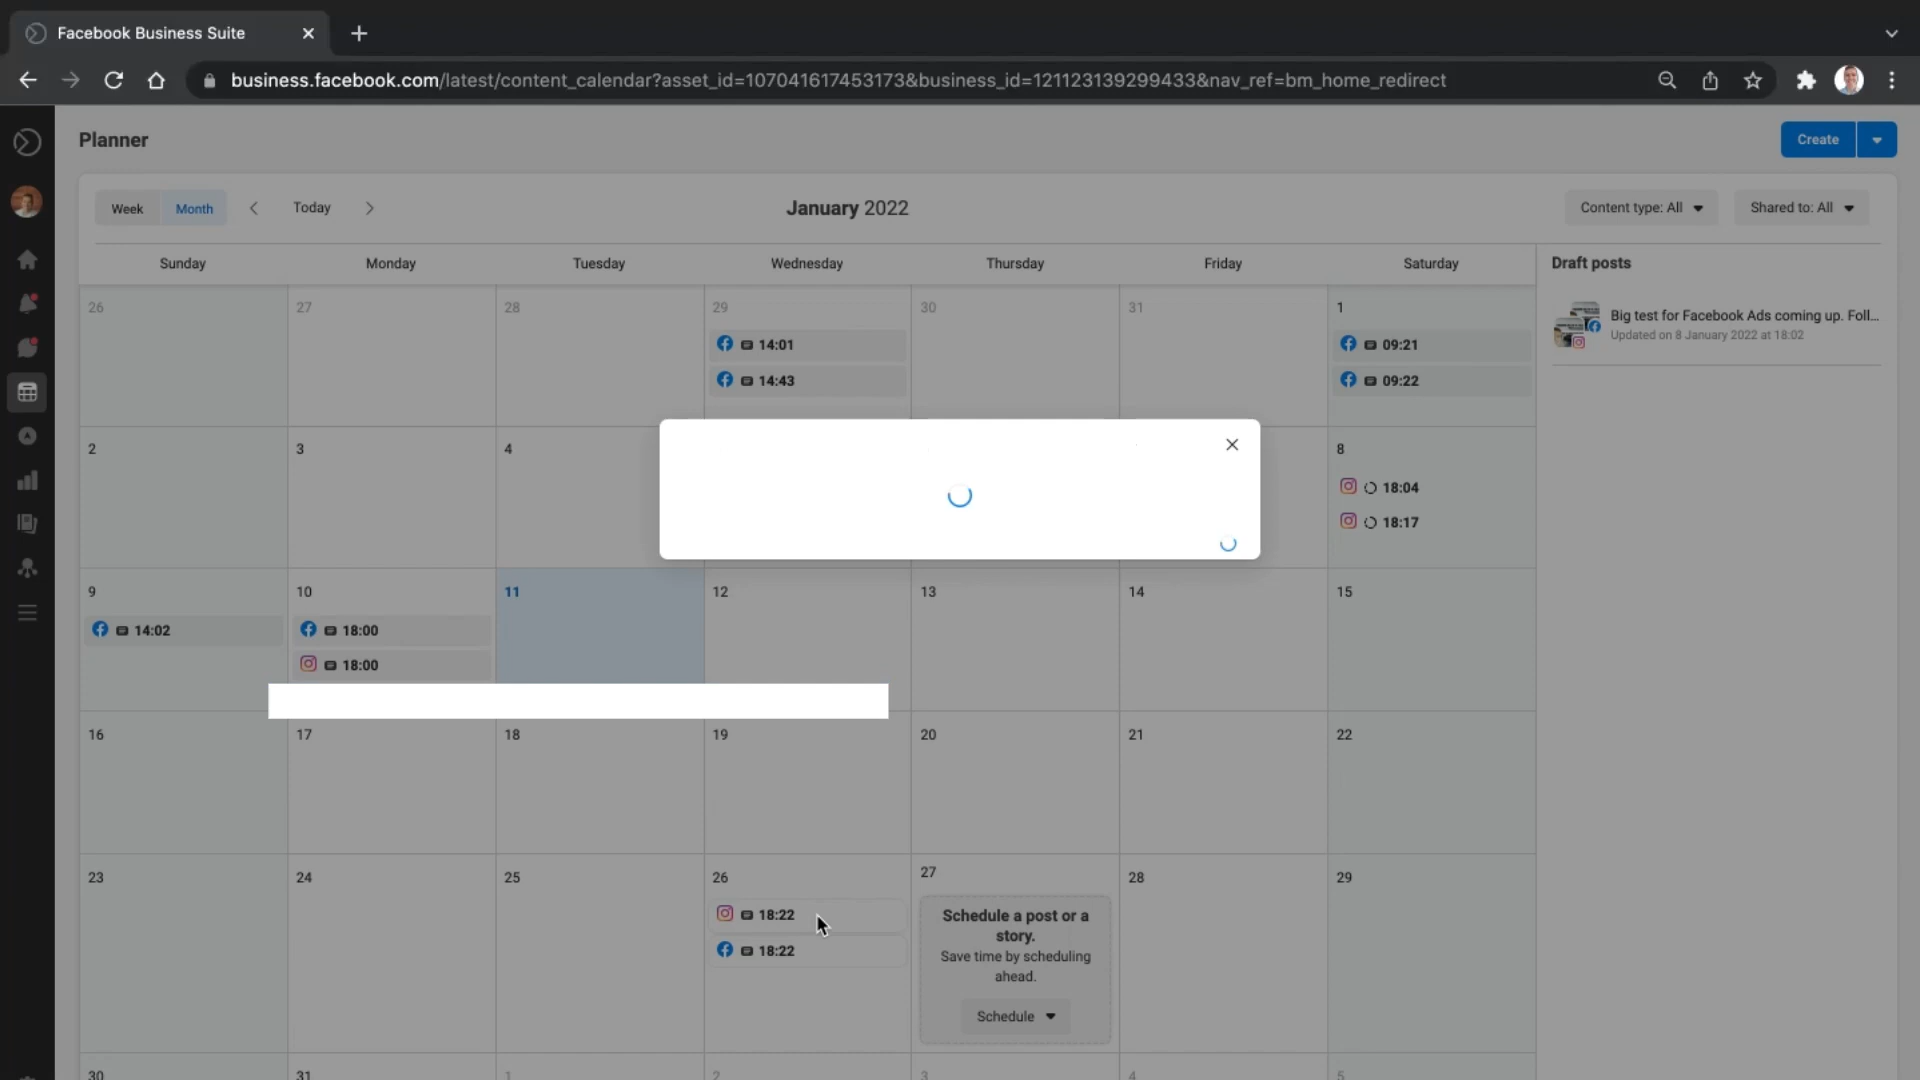 Facebook Business Suite
business.facebook.com/latest/content_calendar?asset_id=107041617453173&business_id=121123139299433&nav_ref=bm_home_redirect
Planner
Create
Week
Month
Today
January 2022
Content type: All
Shared to: All
Sunday
Monday
Tuesday
Wednesday
Thursday
Friday
Saturday
Draft posts
26
27
28
29
30
31
1
14:01
14:43
09:21
09:22
Big test for Facebook Ads coming up. Foll...
Updated on 8 January 2022 at 18:02
2
3
4
8
18:04
18:17
9
10
11
12
13
14
15
14:02
18:00
18:00
16
17
18
19
20
21
22
23
24
25
26
27
28
29
18:22
18:22
Schedule a post or a
story.
Save time by scheduling
ahead.
Schedule
30
31
1
2
3
4
5